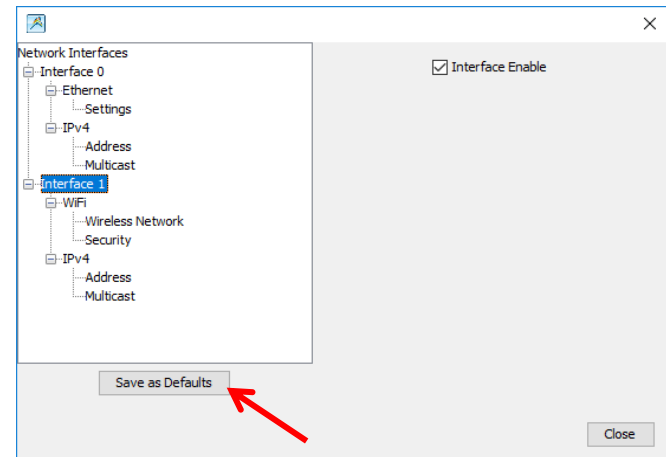 Network Interfaces
Interface 0
Ethernet
Settings
IPv4
Address
Multicast
Interface 1
WiFi
Wireless Network
Security
IPv4
Address
Multicast
Interface Enable
Save as Defaults
Close